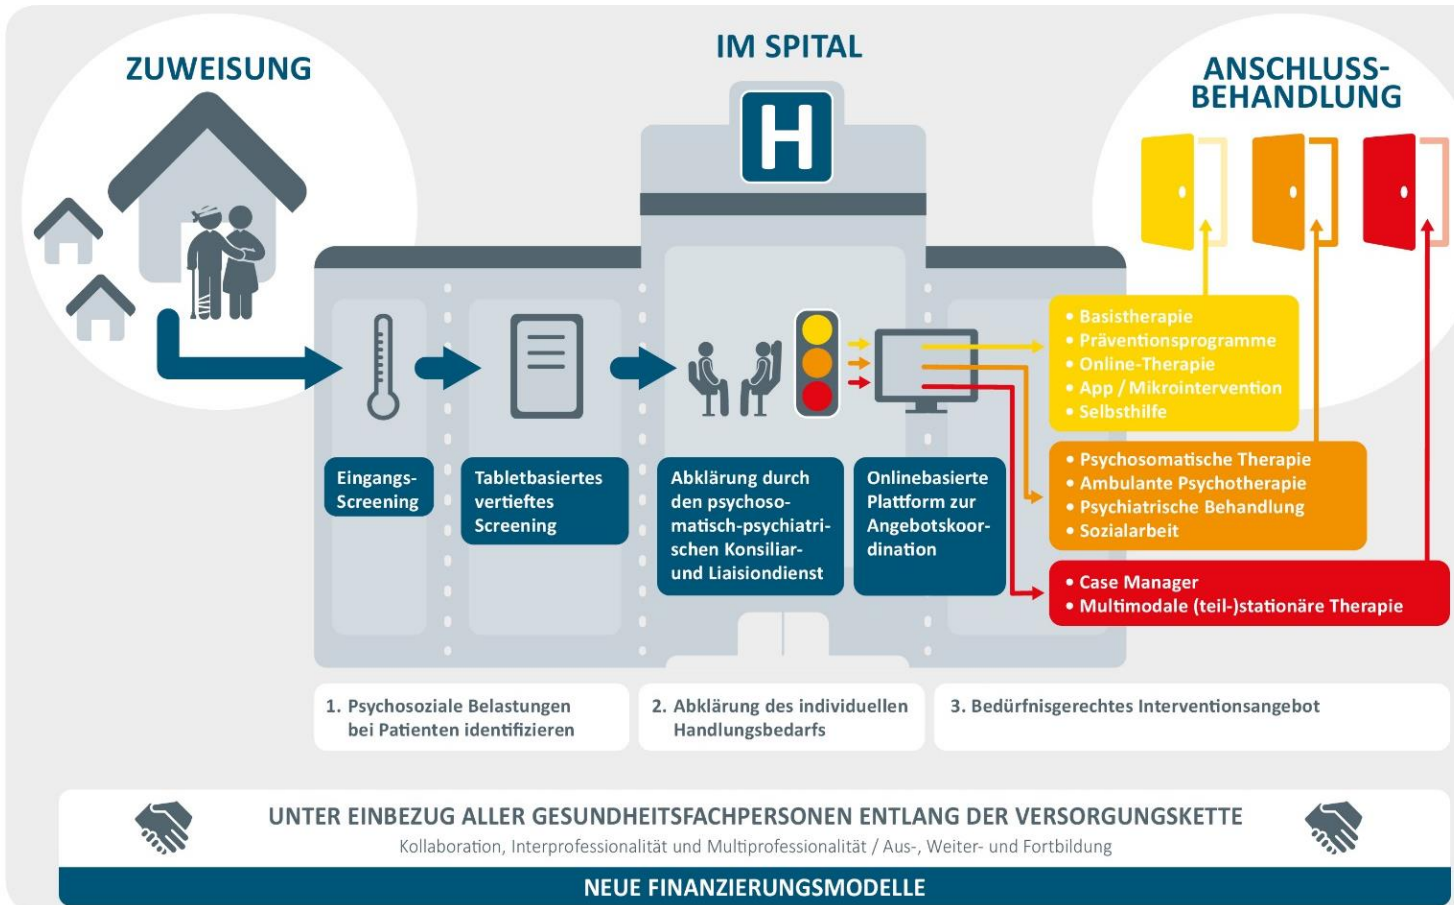 ZUWEISUNG
IM SPITAL
H
ANSCHLUSS-
BEHANDLUNG
Eingangs-
Screening
Tabletbasiertes
vertieftes
Screening
Abklärung durch
den psychoso-
matisch-psychiatri-
schen Konsiliar-
und Liaisiondienst
Onlinebasierte
Plattform zur
Angebotskoor-
dination
• Basistherapie
• Präventionsprogramme
• Online-Therapie
• App / Mikrointervention
• Selbsthilfe
• Psychosomatische Therapie
• Ambulante Psychotherapie
• Psychiatrische Behandlung
• Sozialarbeit
• Case Manager
• Multimodale (teil-)stationäre Therapie
1. Psychosoziale Belastungen
bei Patienten identifizieren
2. Abklärung des individuellen
Handlungsbedarfs
3. Bedürfnisgerechtes Interventionsangebot
UNTER EINBEZUG ALLER GESUNDHEITSFACHPERSONEN ENTLANG DER VERSORGUNGSKETTE
Kollaboration, Interprofessionalität und Multiprofessionalität / Aus-, Weiter- und Fortbildung
NEUE FINANZIERUNGSMODELLE